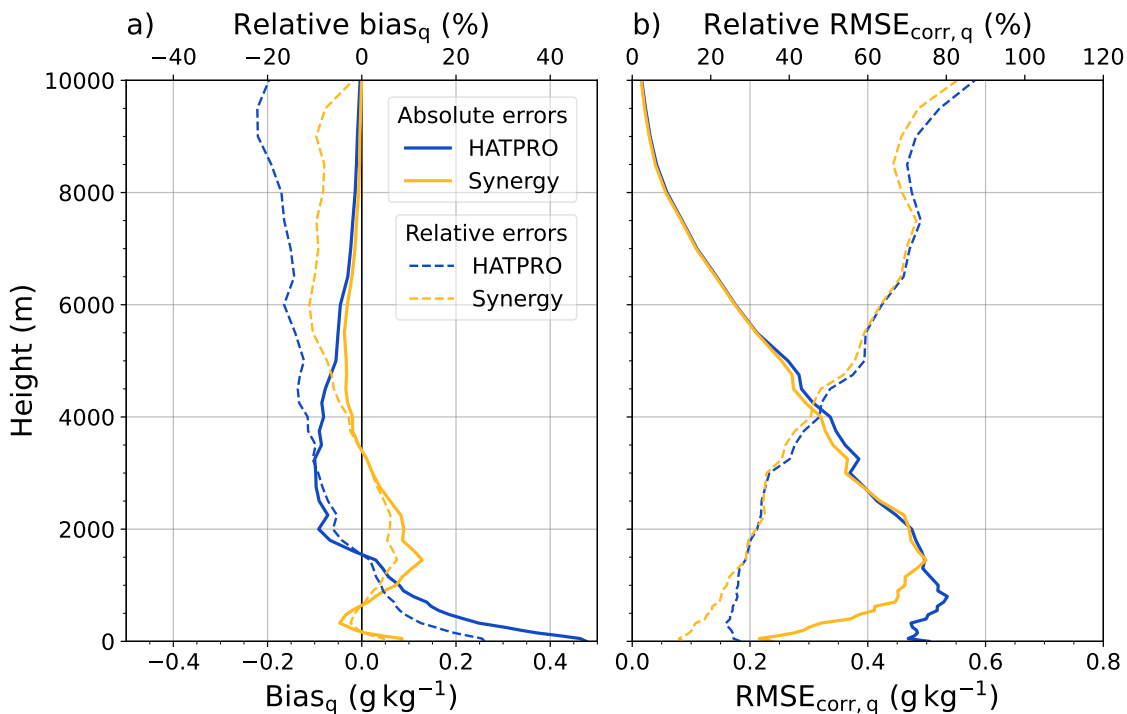 a) Relative bias_q (%)
b) Relative RMSE_corr, q (%)
−40 −20 0 20 40
0 20 40 60 80 100 120
10000
8000
6000
4000
2000
0
Height (m)
Absolute errors
HATPRO
Synergy
Relative errors
HATPRO
Synergy
−0.4 −0.2 0.0 0.2 0.4
0.0 0.2 0.4 0.6 0.8
Bias_q (g kg⁻¹)
RMSE_corr, q (g kg⁻¹)